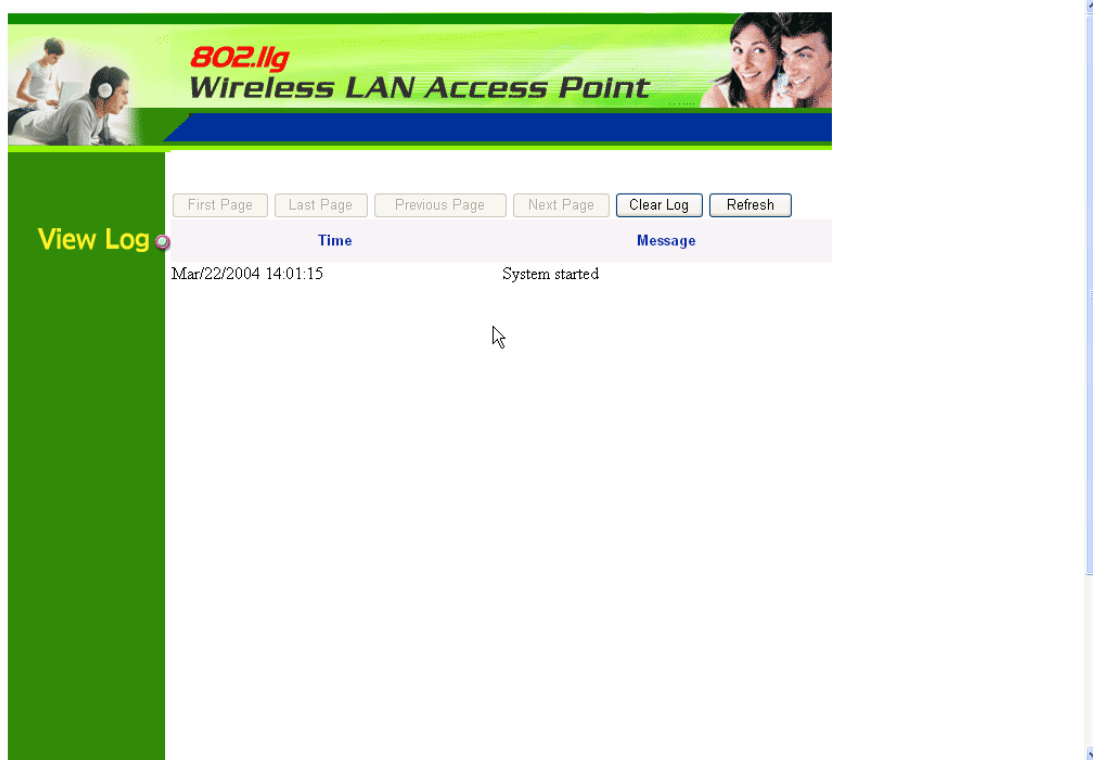 802.11g
Wireless LAN Access Point
First Page Last Page Previous Page Next Page Clear Log Refresh
View Log
Time Message
Mar/22/2004 14:01:15 System started